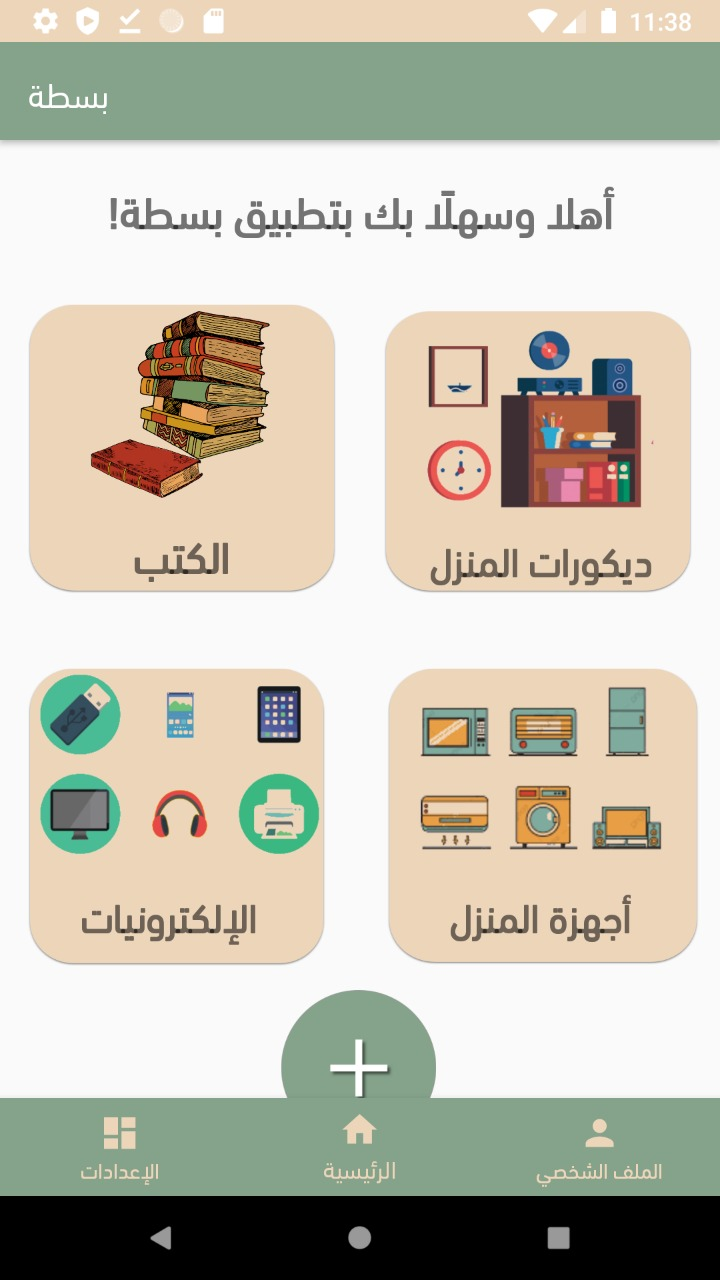 11:38
بسطة
أهلا وسهلًا بك بتطبيق بسطة!
ديكورات المنزل
الكتب
أجهزة المنزل
الإلكترونيات
الملف الشخصي
الرئيسية
الإعدادات